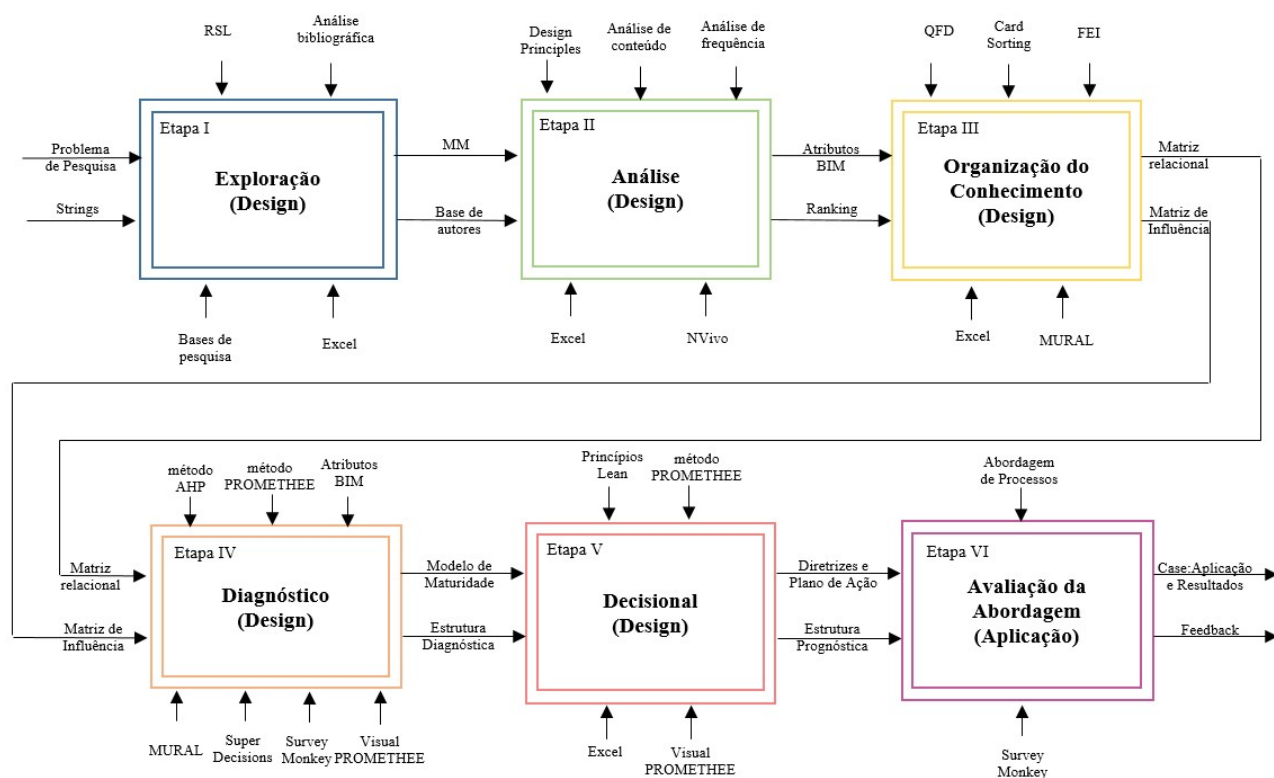 RSL
Análise
bibliográfica
Design
Principles
Análise
de conteúdo
Análise de
frequência
QFD
Card
Sorting
FEI
Problema
de Pesquisa
Strings
Etapa I
Exploração
(Design)
MM
Base de
autores
Etapa II
Análise
(Design)
Atributos
BIM
Ranking
Etapa III
Organização do
Conhecimento
(Design)
Matriz
relacional
Matriz de
Influência
Bases de
pesquisa
Excel
Excel
NVivo
Excel
MURAL
método
AHP
método
PROMETHEE
Atributos
BIM
Princípios
Lean
método
PROMETHEE
Abordagem
de Processos
Matriz
relacional
Matriz de
Influência
Etapa IV
Diagnóstico
(Design)
Modelo de
Maturidade
Estrutura
Diagnóstica
Etapa V
Decisional
(Design)
Diretrizes e
Plano de Ação
Estrutura
Prognóstica
Etapa VI
Avaliação da
Abordagem
(Aplicação)
Case:Aplicação
e Resultados
Feedback
MURAL
Super
Decisions
Survey
Monkey
Visual
PROMETHEE
Excel
Visual
PROMETHEE
Survey
Monkey